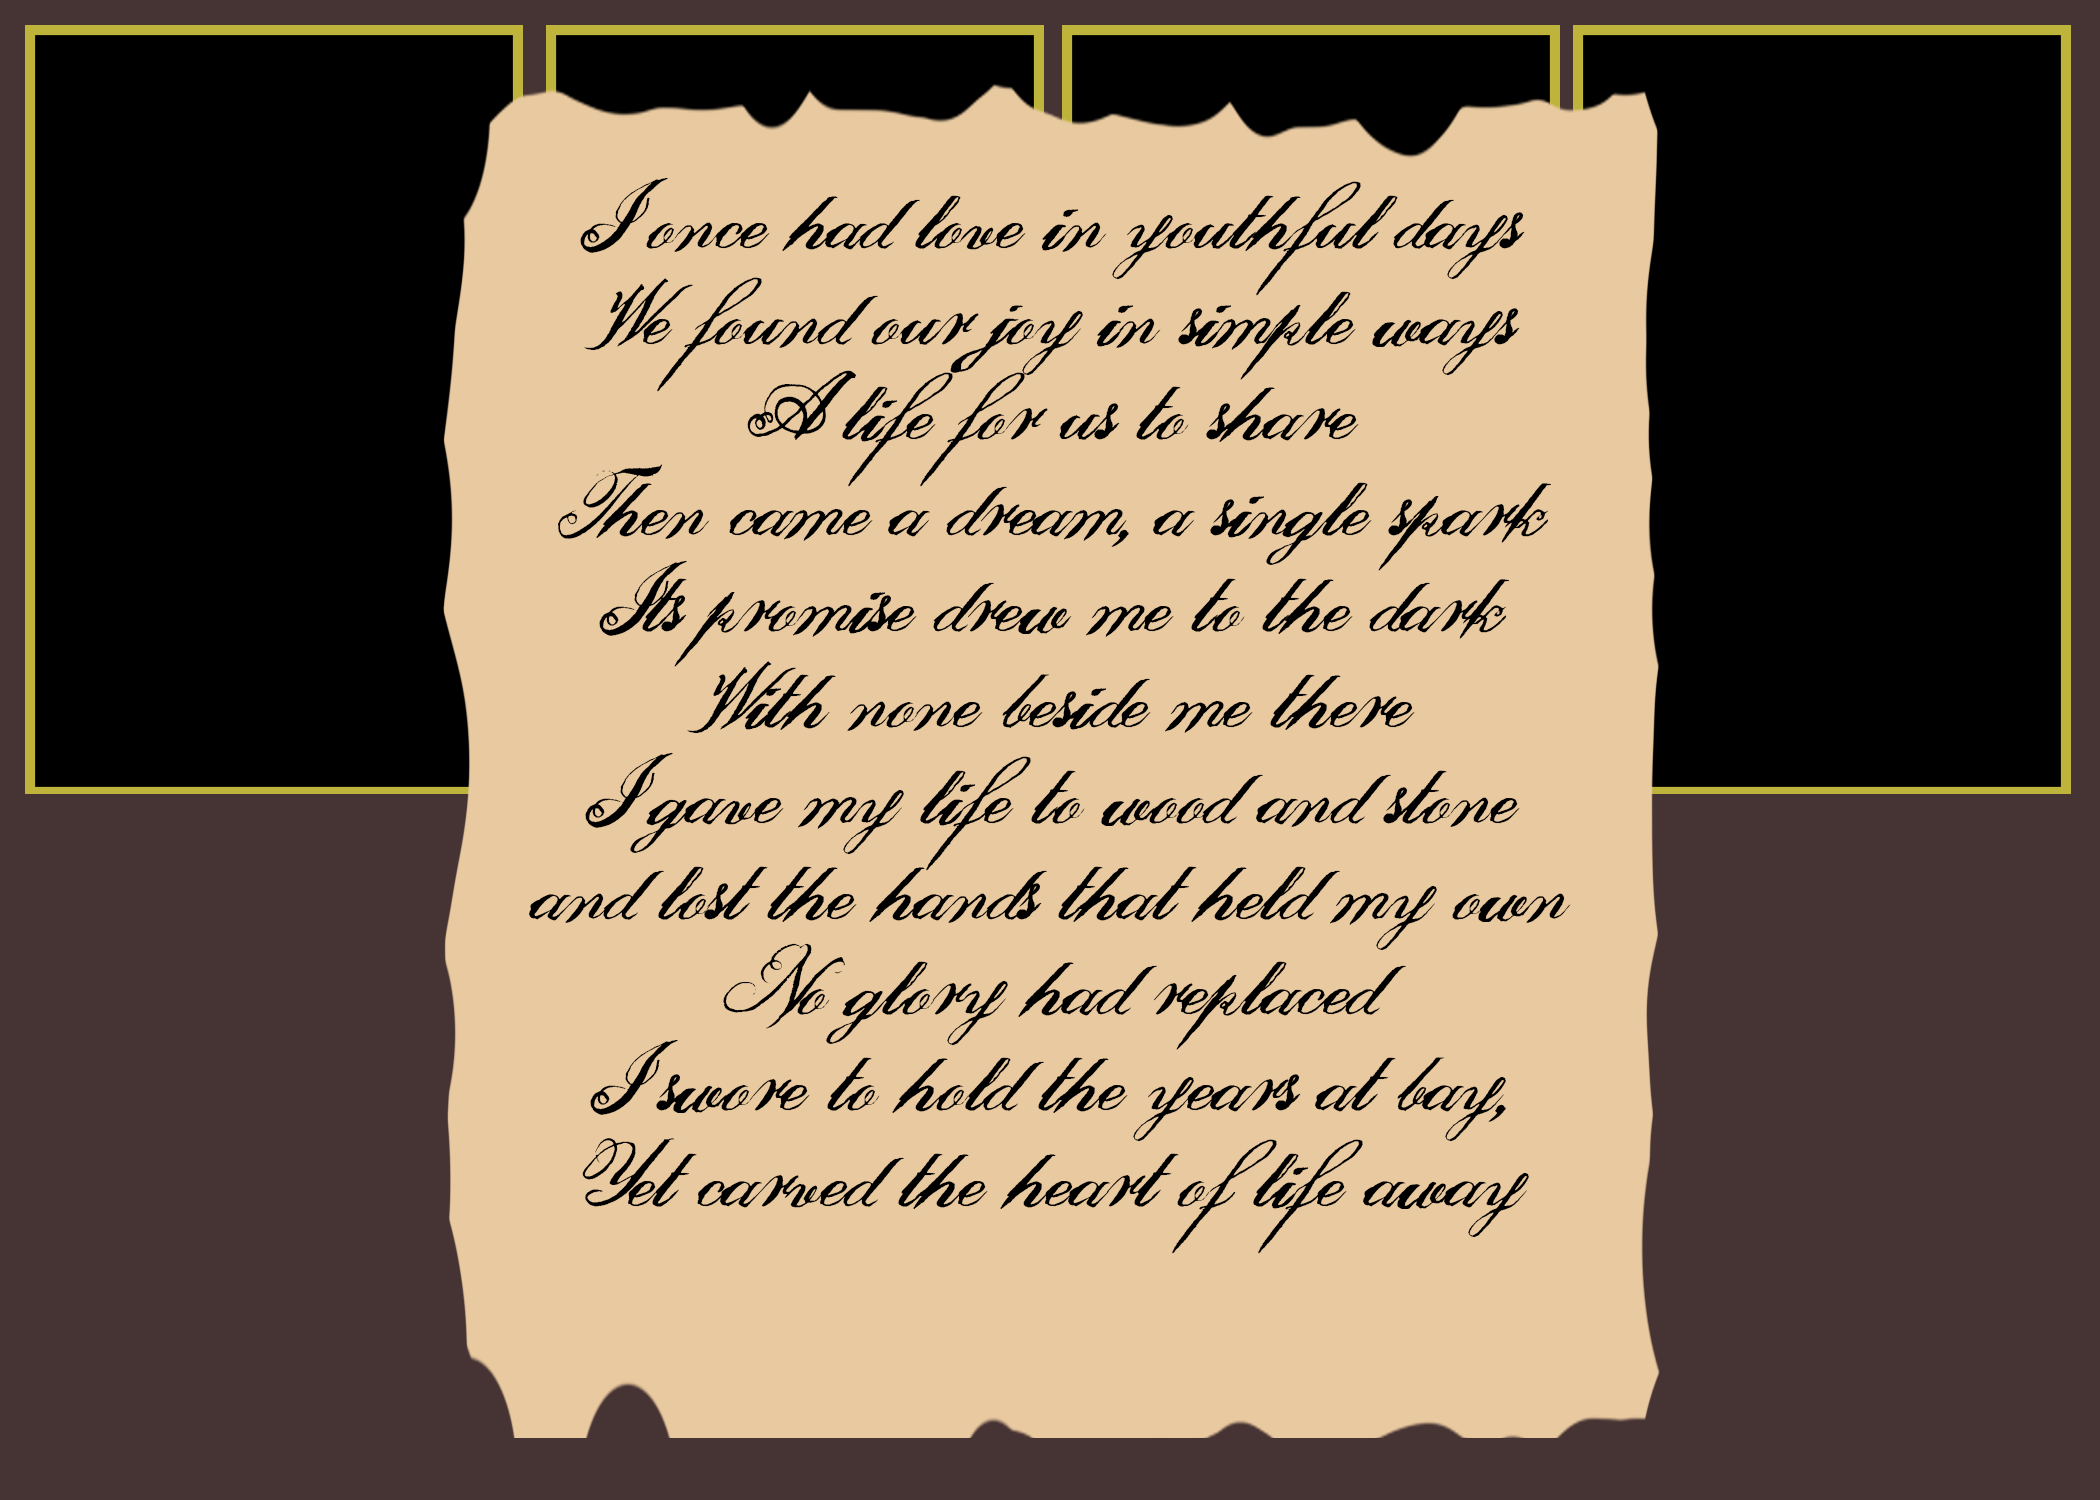 I once had love in youthful days
We found our joy in simple ways
A life for us to share
Then came a dream, a single spark
Its promise drew me to the dark
With none beside me there
I gave my life to wood and stone
and lost the hands that held my own
No glory had replaced
I swore to hold the years at bay,
Yet carved the heart of life away